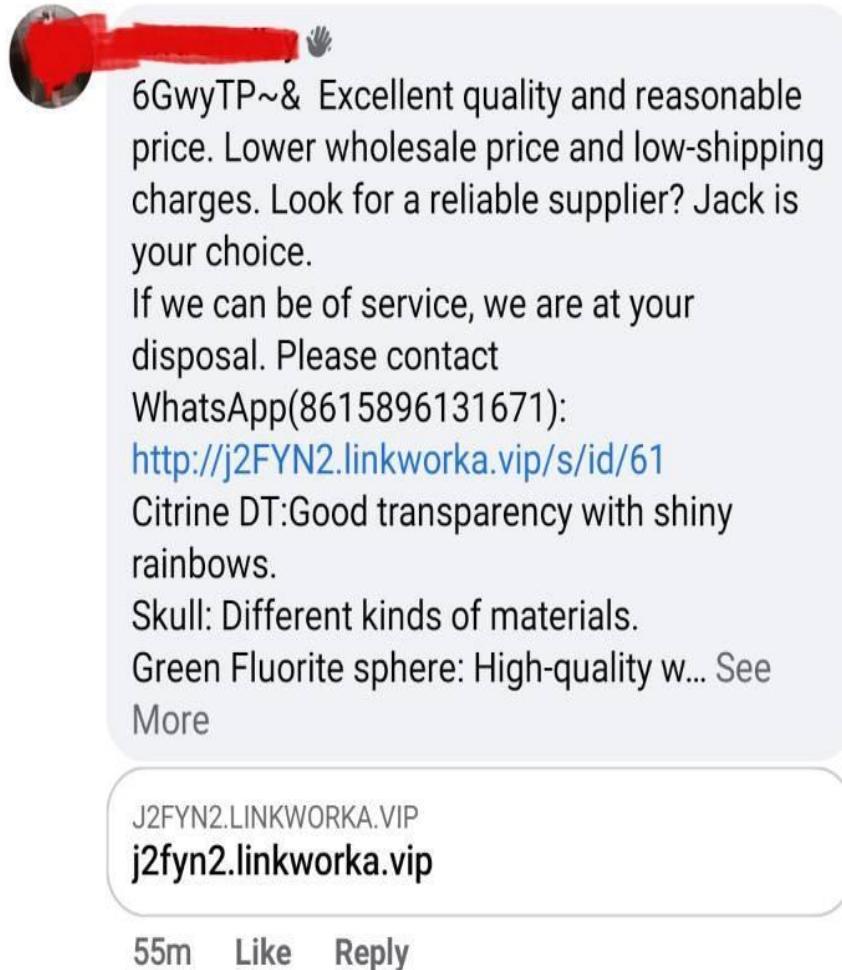 6GwyTP~& Excellent quality and reasonable
price. Lower wholesale price and low-shipping
charges. Look for a reliable supplier? Jack is
your choice.
If we can be of service, we are at your
disposal. Please contact
WhatsApp(8615896131671):
http://j2FYN2.linkworka.vip/s/id/61
Citrine DT:Good transparency with shiny
rainbows.
Skull: Different kinds of materials.
Green Fluorite sphere: High-quality w... See
More
J2FYN2.LINKWORKA.VIP
j2fyn2.linkworka.vip
55m Like Reply